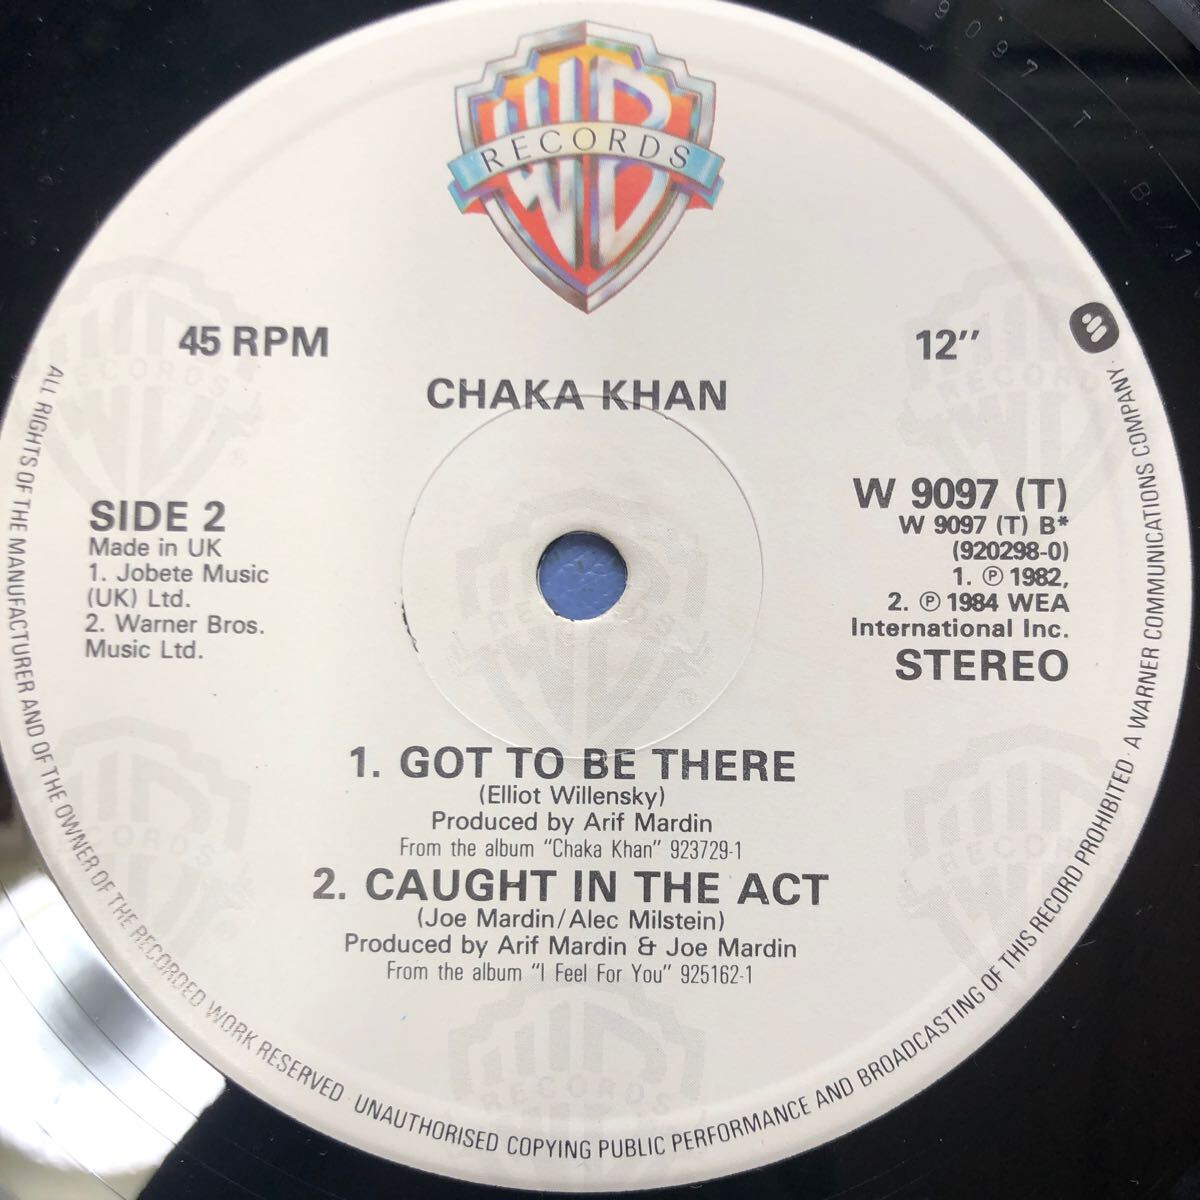 WB
RECORDS
45 RPM
12"
CHAKA KHAN
SIDE 2
Made in UK
1. Jobete Music
(UK) Ltd.
2. Warner Bros.
Music Ltd.
W 9097 (T)
W 9097 (T) B*
(920298-0)
1. ℗ 1982,
2. ℗ 1984 WEA
International Inc.
STEREO
1. GOT TO BE THERE
(Elliot Willensky)
Produced by Arif Mardin
From the album "Chaka Khan" 923729-1
2. CAUGHT IN THE ACT
(Joe Mardin/Alec Milstein)
Produced by Arif Mardin & Joe Mardin
From the album "I Feel For You" 925162-1
ALL RIGHTS OF THE MANUFACTURER AND OF THE OWNER OF THE RECORDED WORK RESERVED · UNAUTHORISED COPYING PUBLIC PERFORMANCE AND BROADCASTING OF THIS RECORD PROHIBITED · A WARNER COMMUNICATIONS COMPANY ·